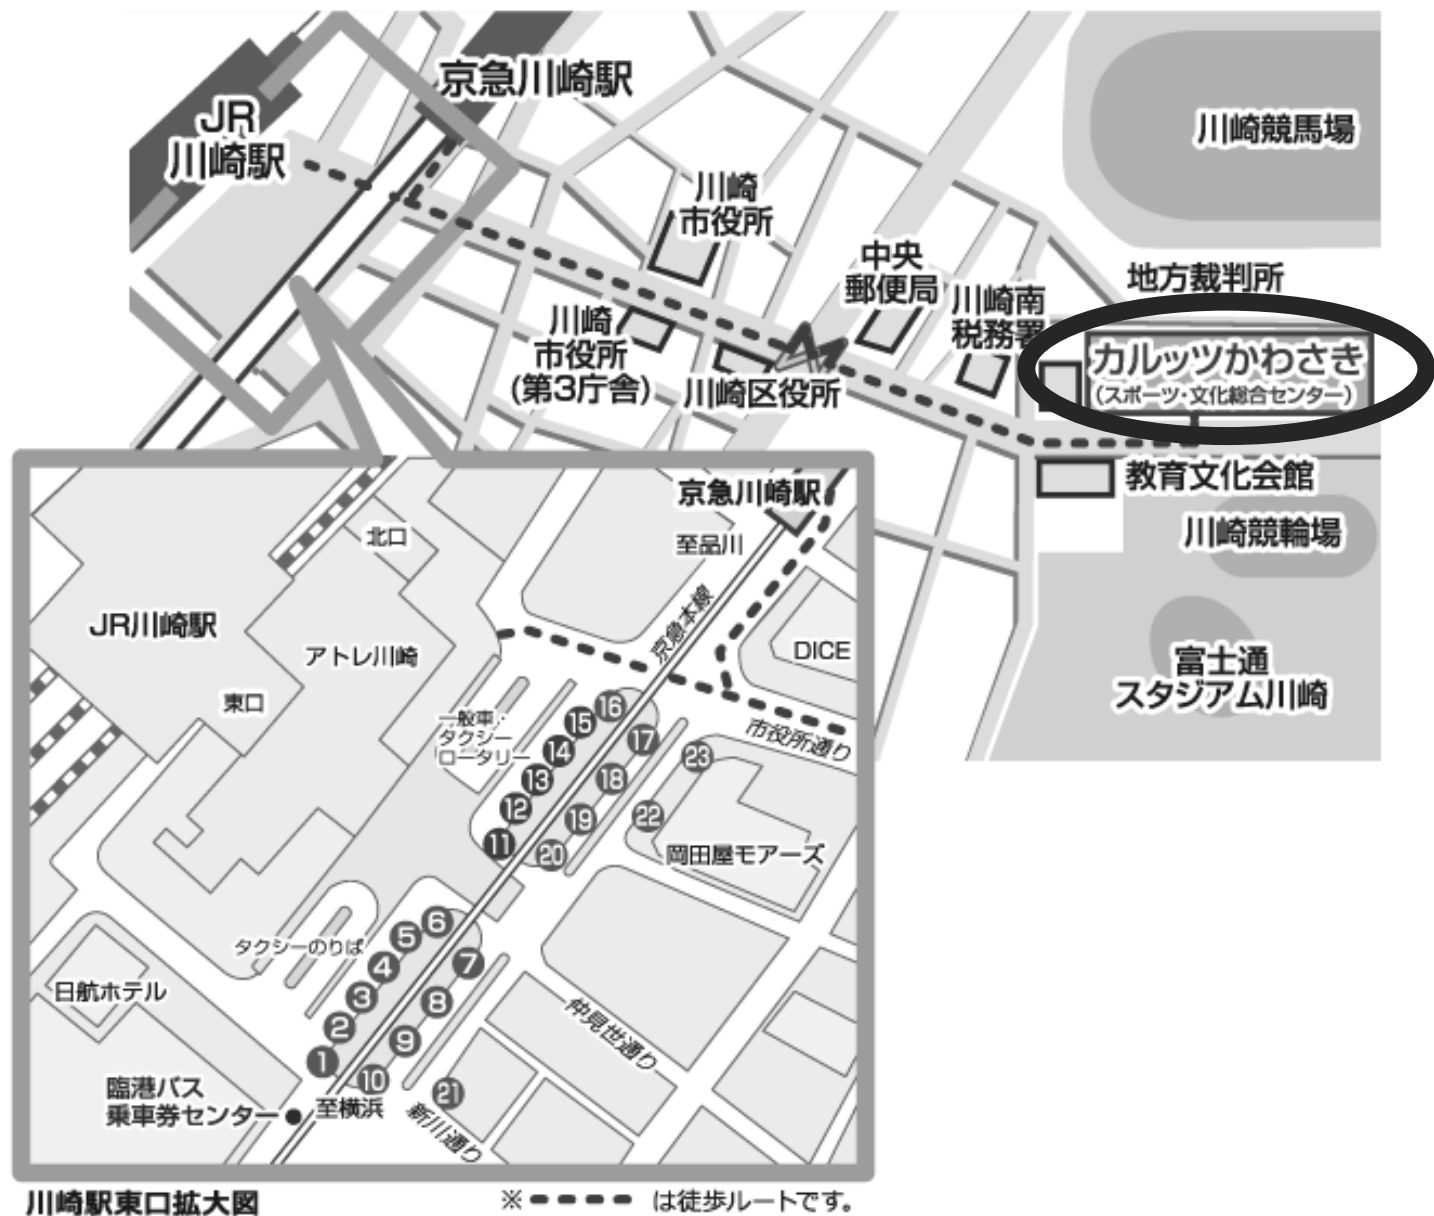 京急川崎駅
JR
川崎駅
川崎競馬場
川崎
市役所
中央
郵便局
地方裁判所
川崎南
税務署
川崎
市役所
(第3庁舎)
川崎区役所
カルッツかわさき
(スポーツ・文化総合センター)
教育文化会館
川崎競輪場
富士通
スタジアム川崎
京急川崎駅
至品川
北口
京急本線
JR川崎駅
アトレ川崎
DICE
東口
一般車・
タクシー
ロータリー
市役所通り
16
15
17
14
23
13
18
12
19
22
11
20
岡田屋モアーズ
6
5
タクシーのりば
4
7
日航ホテル
3
8
仲見世通り
2
9
1
10
21
臨港バス
乗車券センター
至横浜
新川通り
川崎駅東口拡大図
※ は徒歩ルートです。